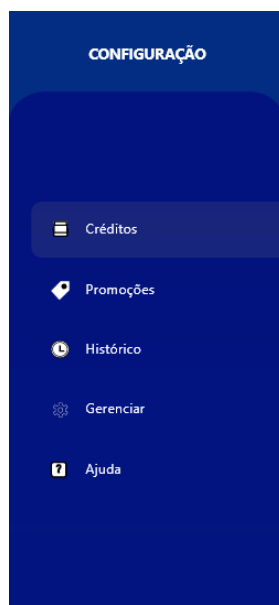 CONFIGURAÇÃO
Créditos
Promoções
Histórico
Gerenciar
Ajuda